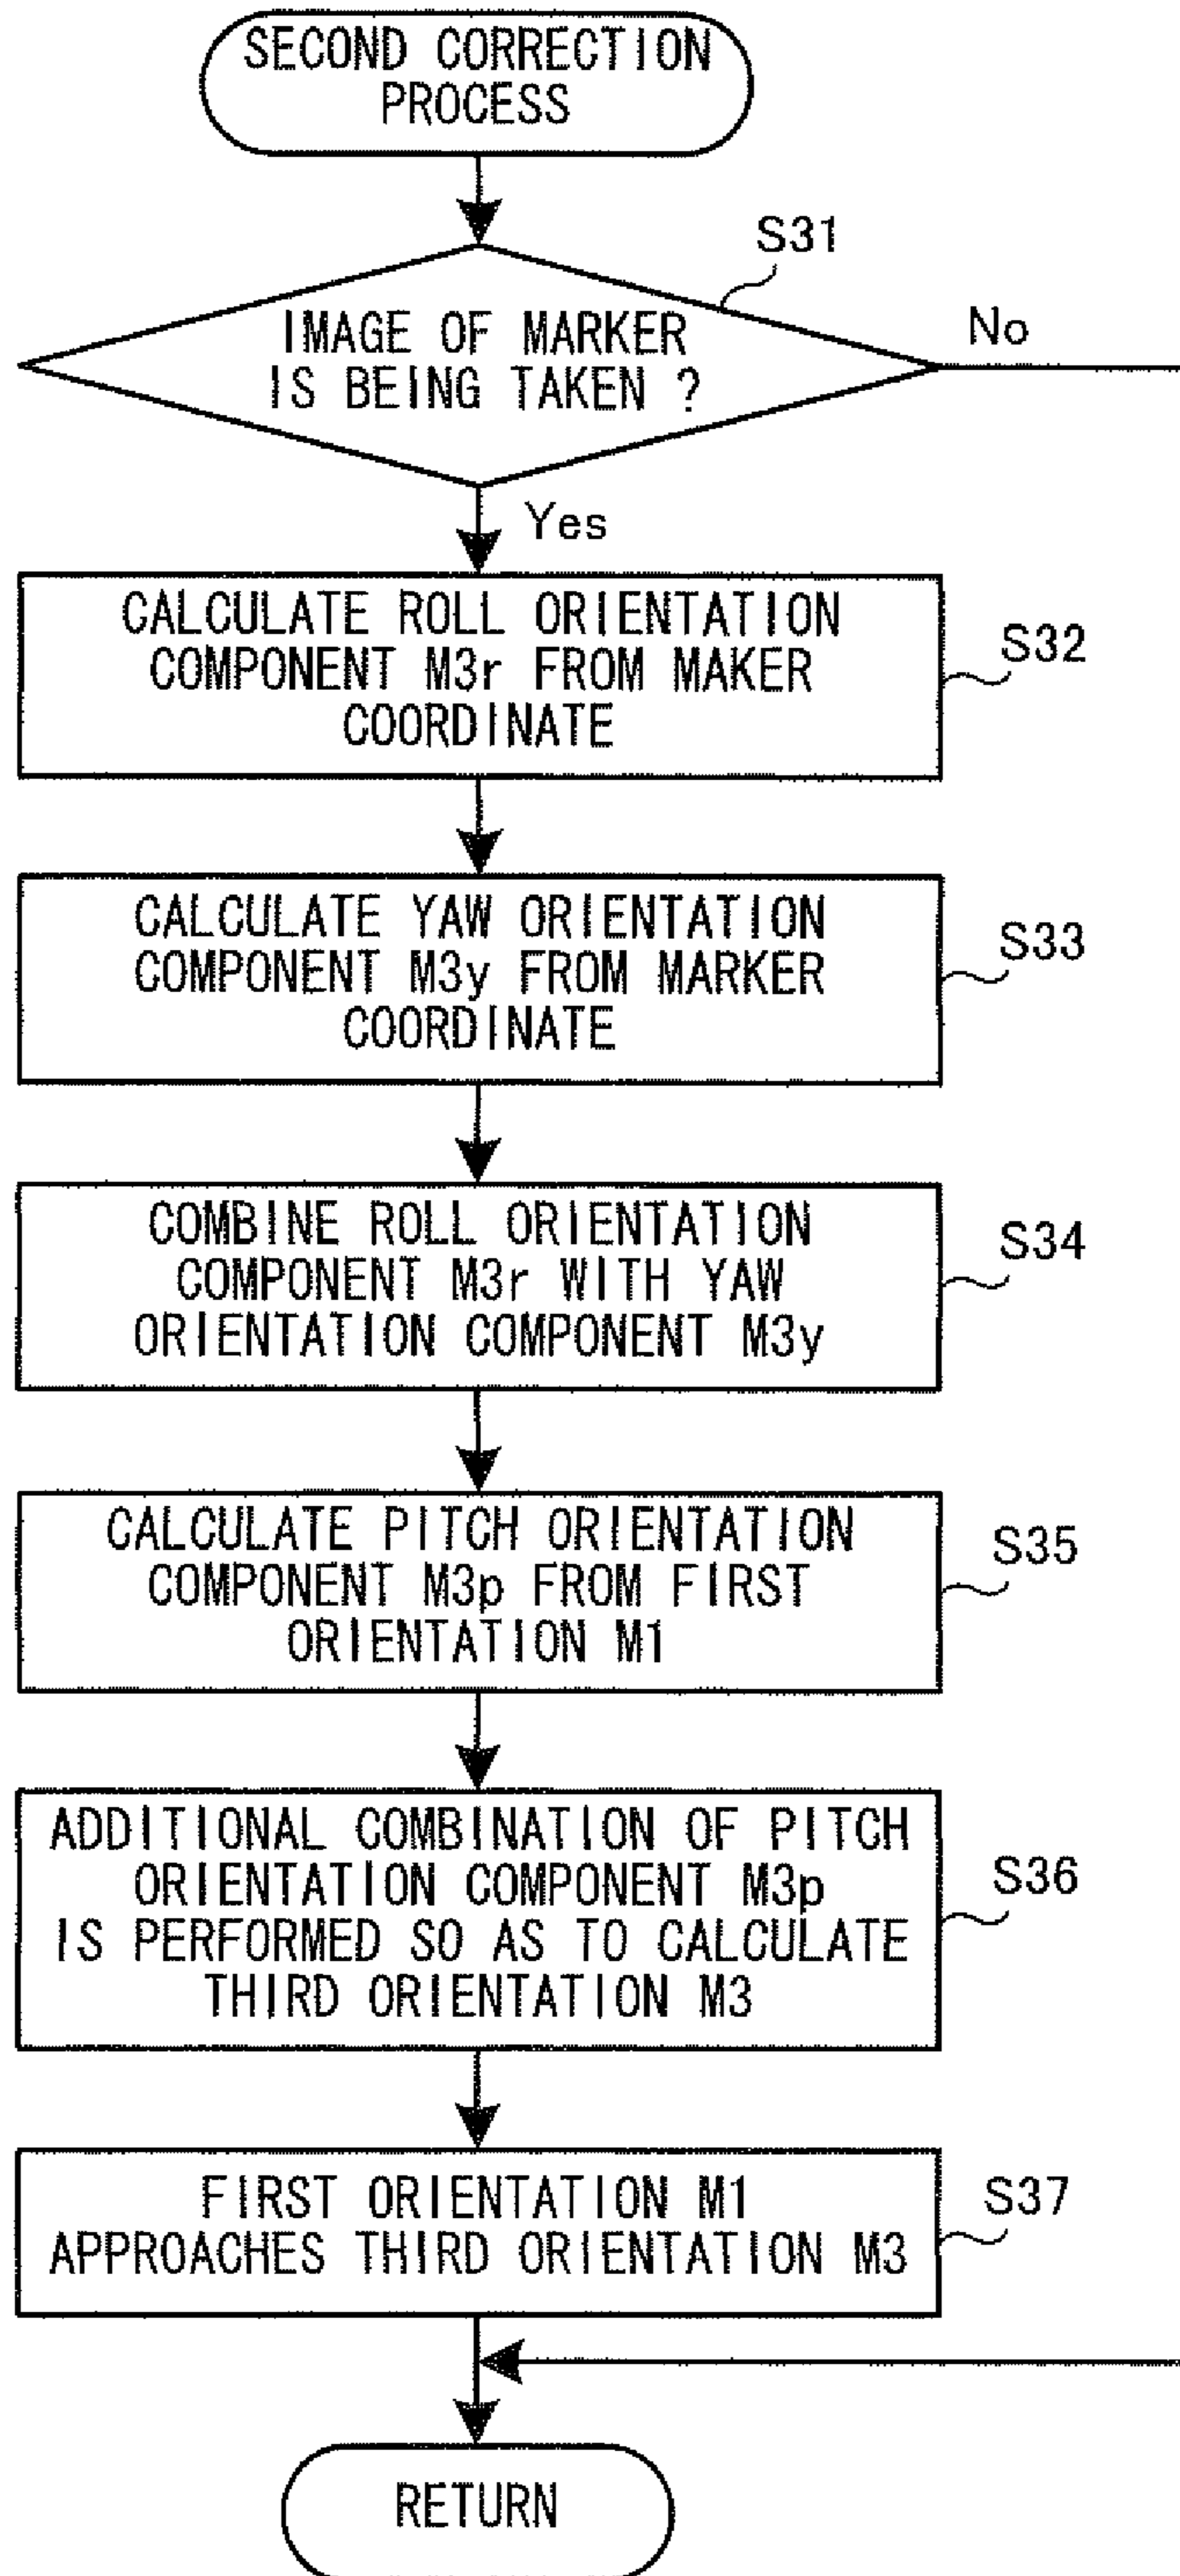 SECOND CORRECTION
PROCESS
S31
IMAGE OF MARKER
IS BEING TAKEN ?
No
Yes
CALCULATE ROLL ORIENTATION
COMPONENT M3r FROM MAKER
COORDINATE
S32
CALCULATE YAW ORIENTATION
COMPONENT M3y FROM MARKER
COORDINATE
S33
COMBINE ROLL ORIENTATION
COMPONENT M3r WITH YAW
ORIENTATION COMPONENT M3y
S34
CALCULATE PITCH ORIENTATION
COMPONENT M3p FROM FIRST
ORIENTATION M1
S35
ADDITIONAL COMBINATION OF PITCH
ORIENTATION COMPONENT M3p
IS PERFORMED SO AS TO CALCULATE
THIRD ORIENTATION M3
S36
FIRST ORIENTATION M1
APPROACHES THIRD ORIENTATION M3
S37
RETURN